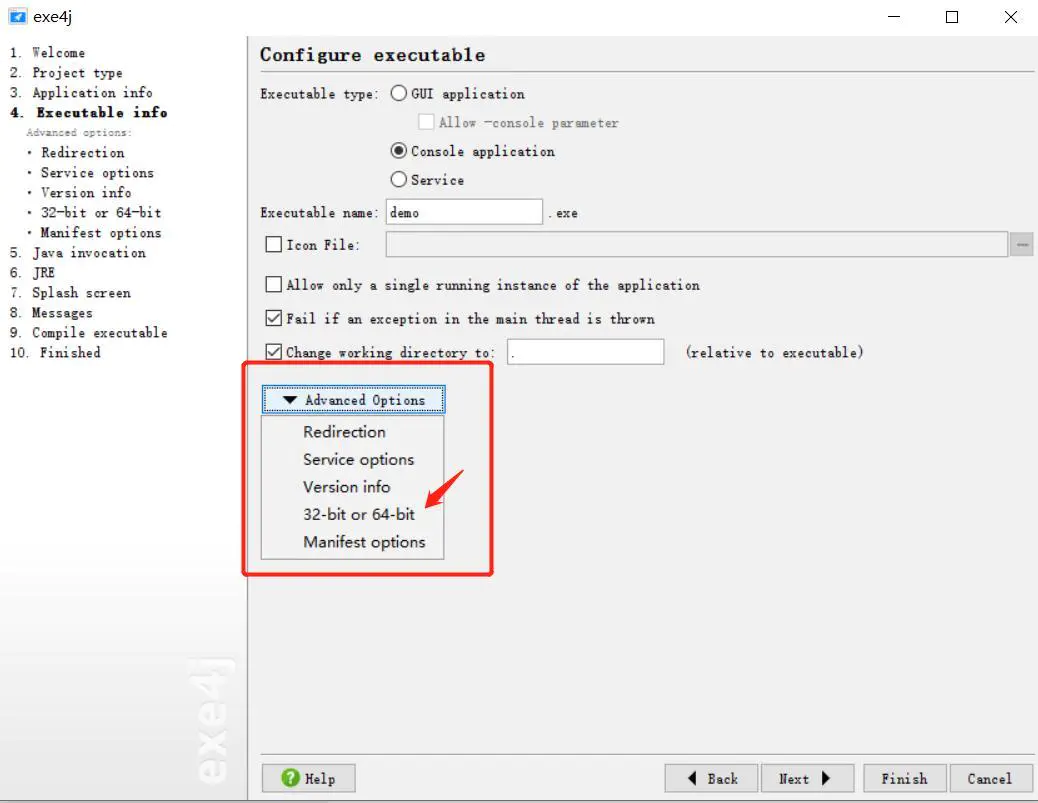 exe4j
1. Welcome
2. Project type
3. Application info
4. Executable info
Advanced options:
· Redirection
· Service options
· Version info
· 32-bit or 64-bit
· Manifest options
5. Java invocation
6. JRE
7. Splash screen
8. Messages
9. Compile executable
10. Finished
exe4j
Configure executable
Executable type: GUI application
Allow -console parameter
Console application
Service
Executable name: demo .exe
Icon File:
Allow only a single running instance of the application
Fail if an exception in the main thread is thrown
Change working directory to: . (relative to executable)
Advanced Options
Redirection
Service options
Version info
32-bit or 64-bit
Manifest options
? Help
Back
Next
Finish
Cancel